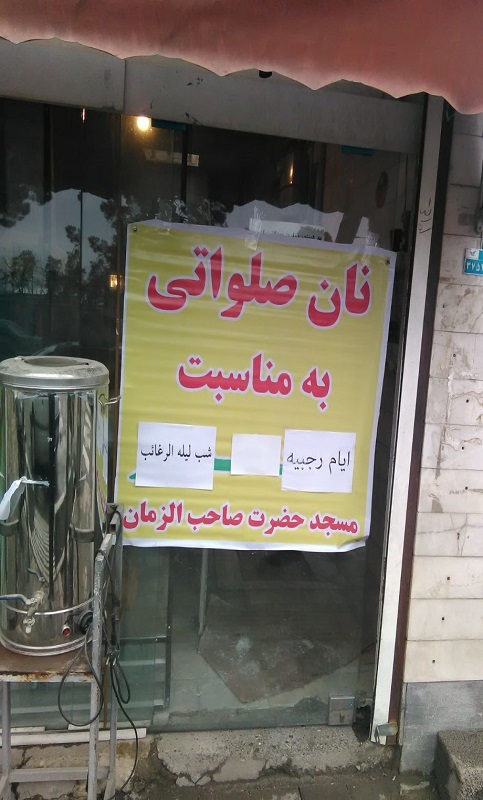 نان صلواتی
به مناسبت
ایام رجبیه
شب لیله الرغائب
مسجد حضرت صاحب الزمان